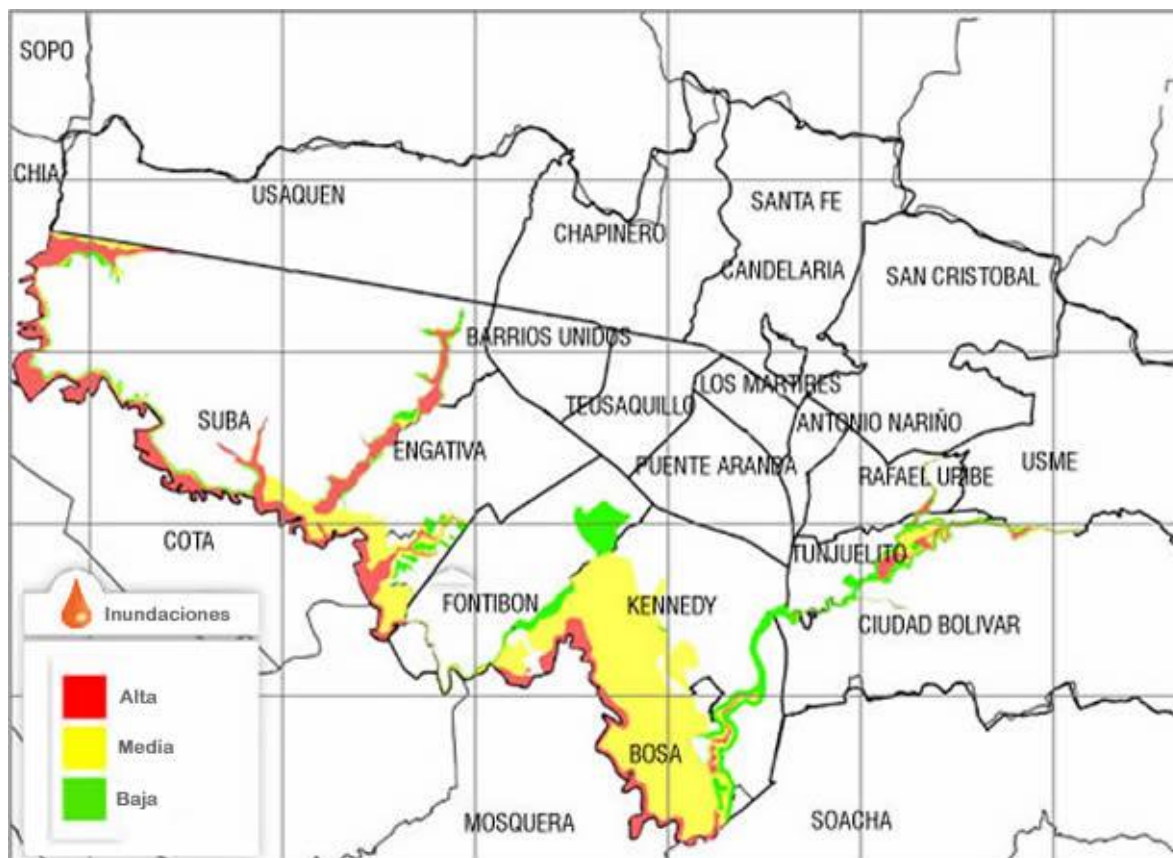 SOPO
CHIA
USAQUEN
SANTA FE
CHAPINERO
CANDELARIA
SAN CRISTOBAL
BARRIOS UNIDOS
LOS MARTIRES
TEUSAQUILLO
SUBA
ANTONIO NARIÑO
ENGATIVA
PUENTE ARANDA
USME
RAFAEL URIBE
COTA
TUNJUELITO
FONTIBON
KENNEDY
CIUDAD BOLIVAR
BOSA
MOSQUERA
SOACHA
Inundaciones
Alta
Media
Baja